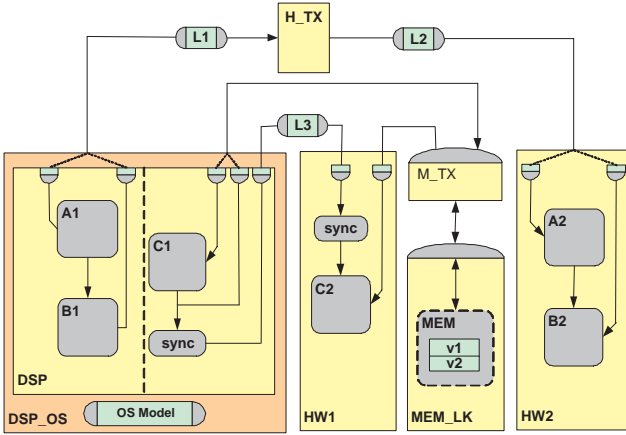 H_TX
L1
L2
L3
M_TX
A1
C1
sync
A2
B1
sync
C2
MEM
v1
v2
B2
DSP
OS Model
DSP_OS
HW1
MEM_LK
HW2